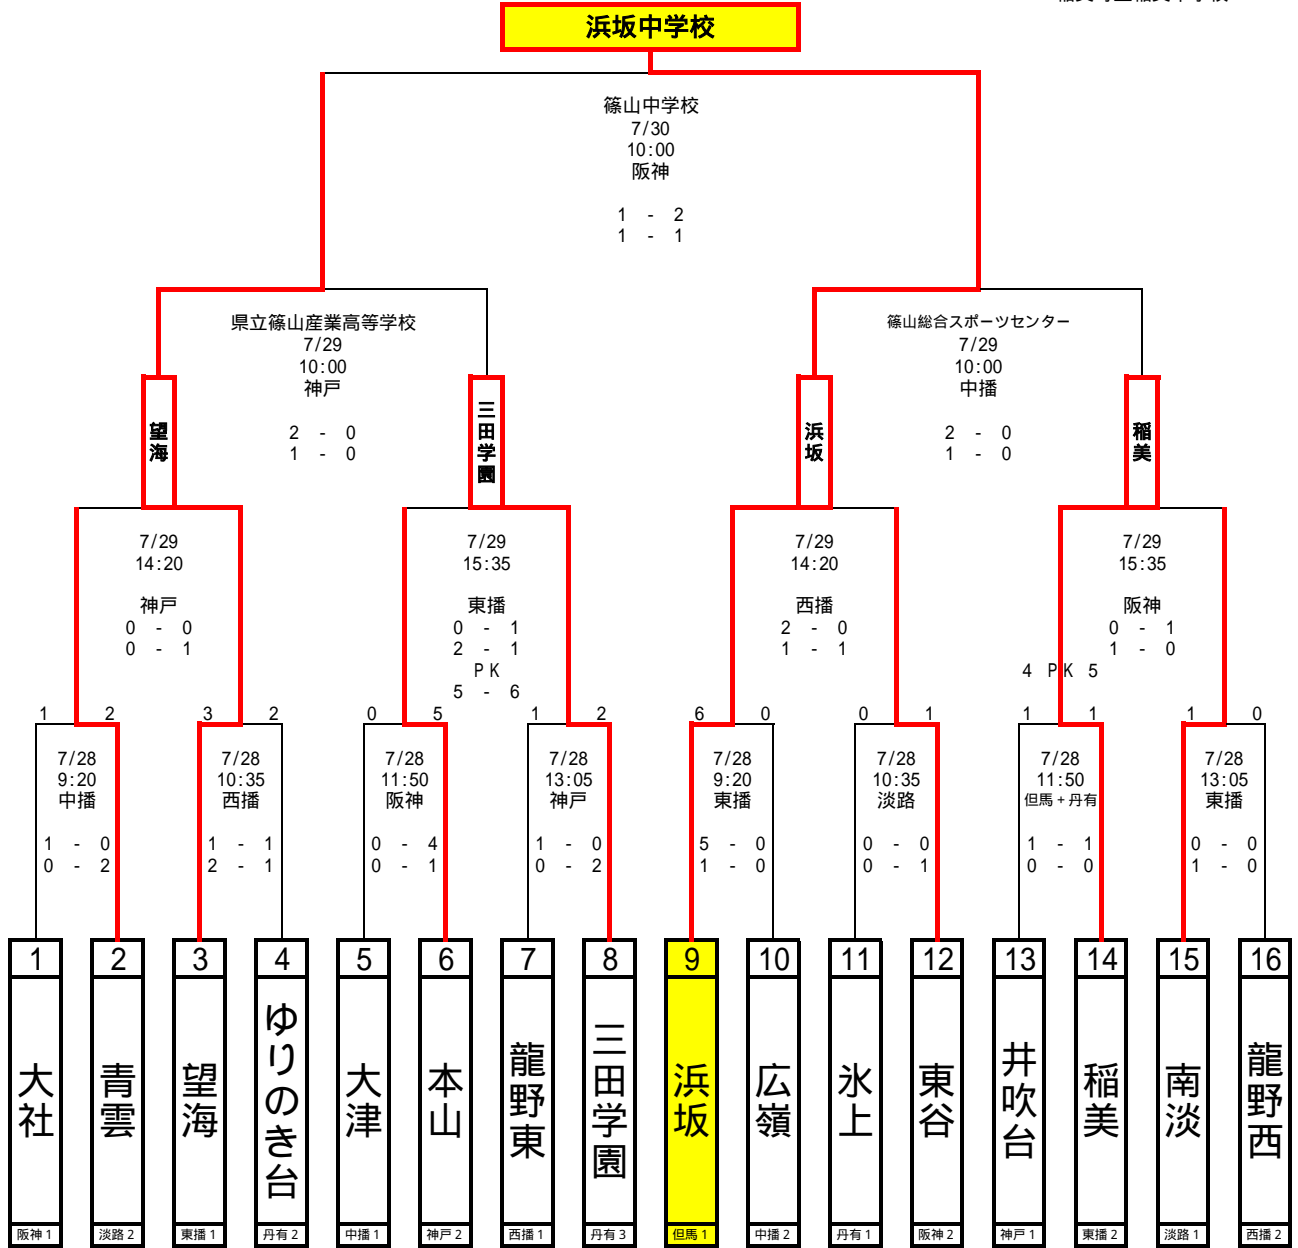 浜坂中学校
篠山中学校
7/30
10:00
阪神
1 - 2
1 - 1
県立篠山産業高等学校
7/29
10:00
神戸
2 - 0
1 - 0
篠山総合スポーツセンター
7/29
10:00
中播
2 - 0
1 - 0
望海
三田学園
浜坂
稲美
7/29
14:20
神戸
0 - 0
0 - 1
7/29
15:35
東播
0 - 1
2 - 1
PK
5 - 6
7/29
14:20
西播
2 - 0
1 - 1
7/29
15:35
阪神
0 - 1
1 - 0
4 PK 5
1 2 3 2 0 5 1 2 6 0 0 1 1 1 1 0
7/28
9:20
中播
1 - 0
0 - 2
7/28
10:35
西播
1 - 1
2 - 1
7/28
11:50
阪神
0 - 4
0 - 1
7/28
13:05
神戸
1 - 0
0 - 2
7/28
9:20
東播
5 - 0
1 - 0
7/28
10:35
淡路
0 - 0
0 - 1
7/28
11:50
但馬+丹有
1 - 1
0 - 0
7/28
13:05
東播
0 - 0
1 - 0
1 2 3 4 5 6 7 8 9 10 11 12 13 14 15 16
大社
青雲
望海
ゆりのき台
大津
本山
龍野東
三田学園
浜坂
広嶺
氷上
東谷
井吹台
稲美
南淡
龍野西
阪神1 淡路2 東播1 丹有2 中播1 神戸2 西播1 丹有3 但馬1 中播2 丹有1 阪神2 神戸1 東播2 淡路1 西播2